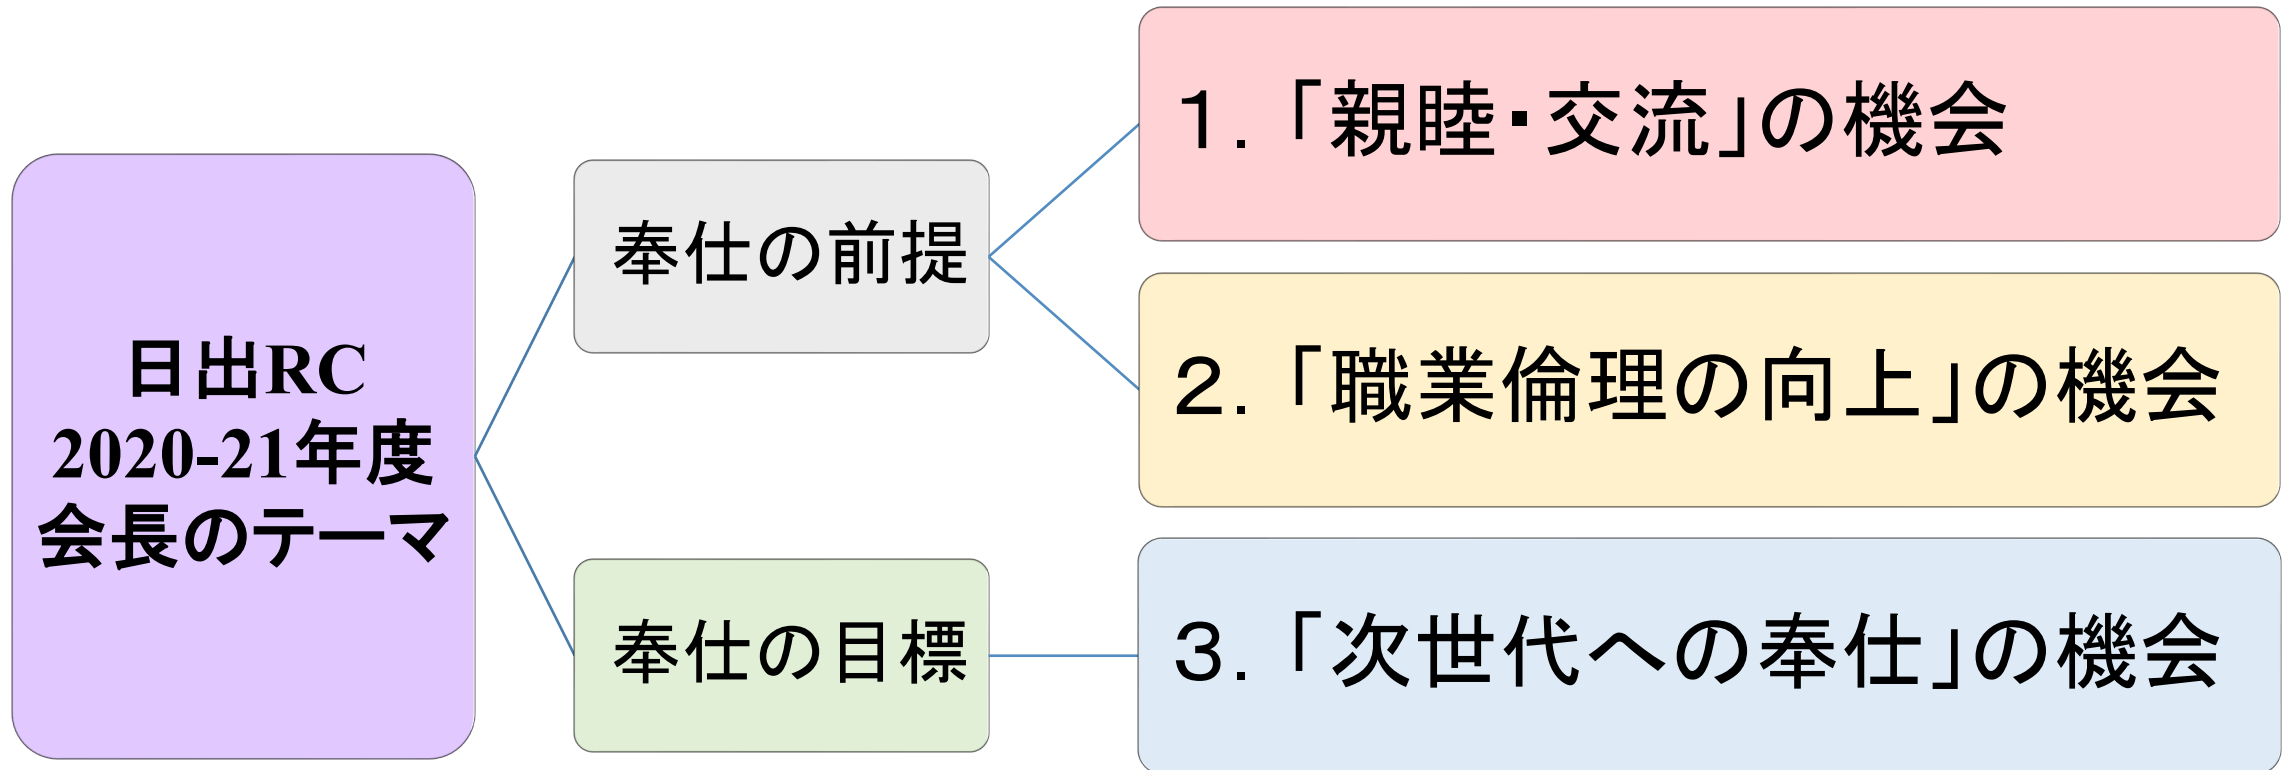 日出RC
2020-21年度
会長のテーマ
奉仕の前提
奉仕の目標
１．「親睦・交流」の機会
２．「職業倫理の向上」の機会
３．「次世代への奉仕」の機会